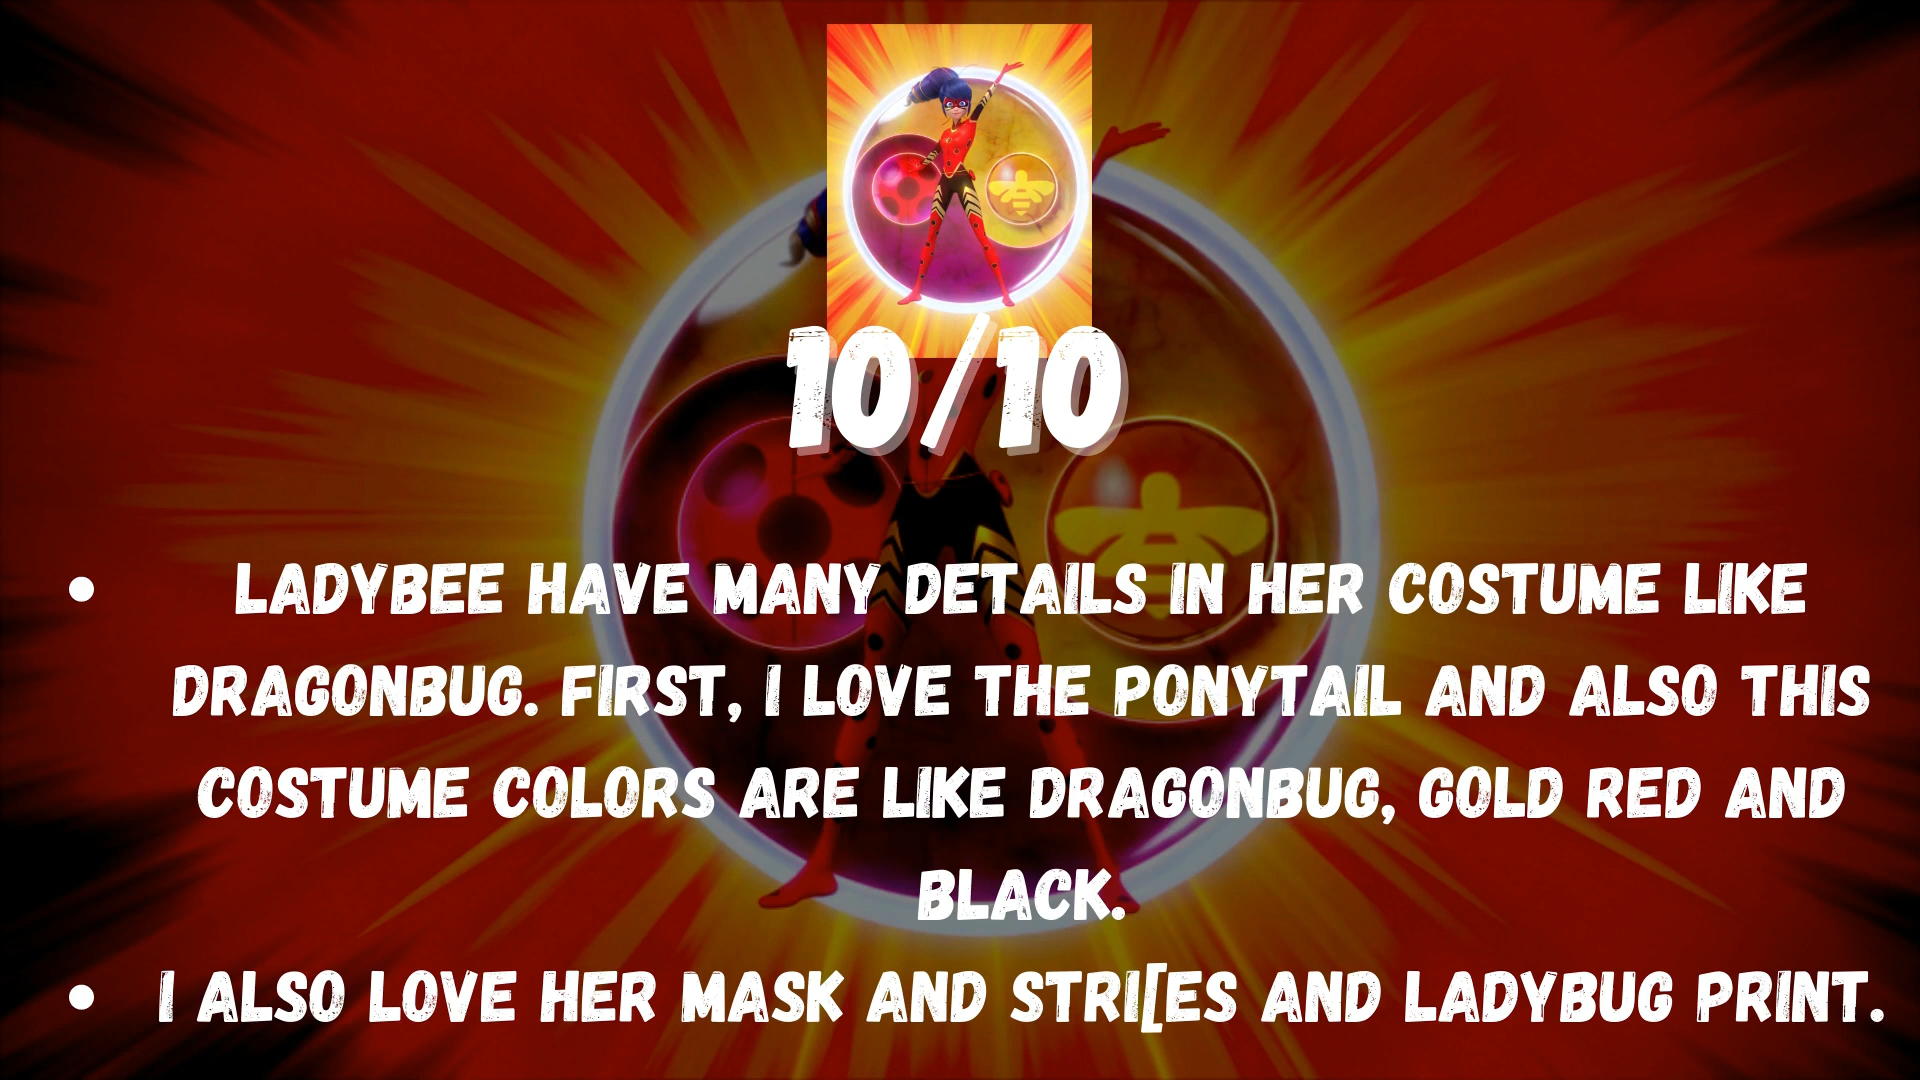 10/10
• LADYBEE HAVE MANY DETAILS IN HER COSTUME LIKE
DRAGONBUG. FIRST, I LOVE THE PONYTAIL AND ALSO THIS
COSTUME COLORS ARE LIKE DRAGONBUG, GOLD RED AND
BLACK.
• I ALSO LOVE HER MASK AND STRI[ES AND LADYBUG PRINT.